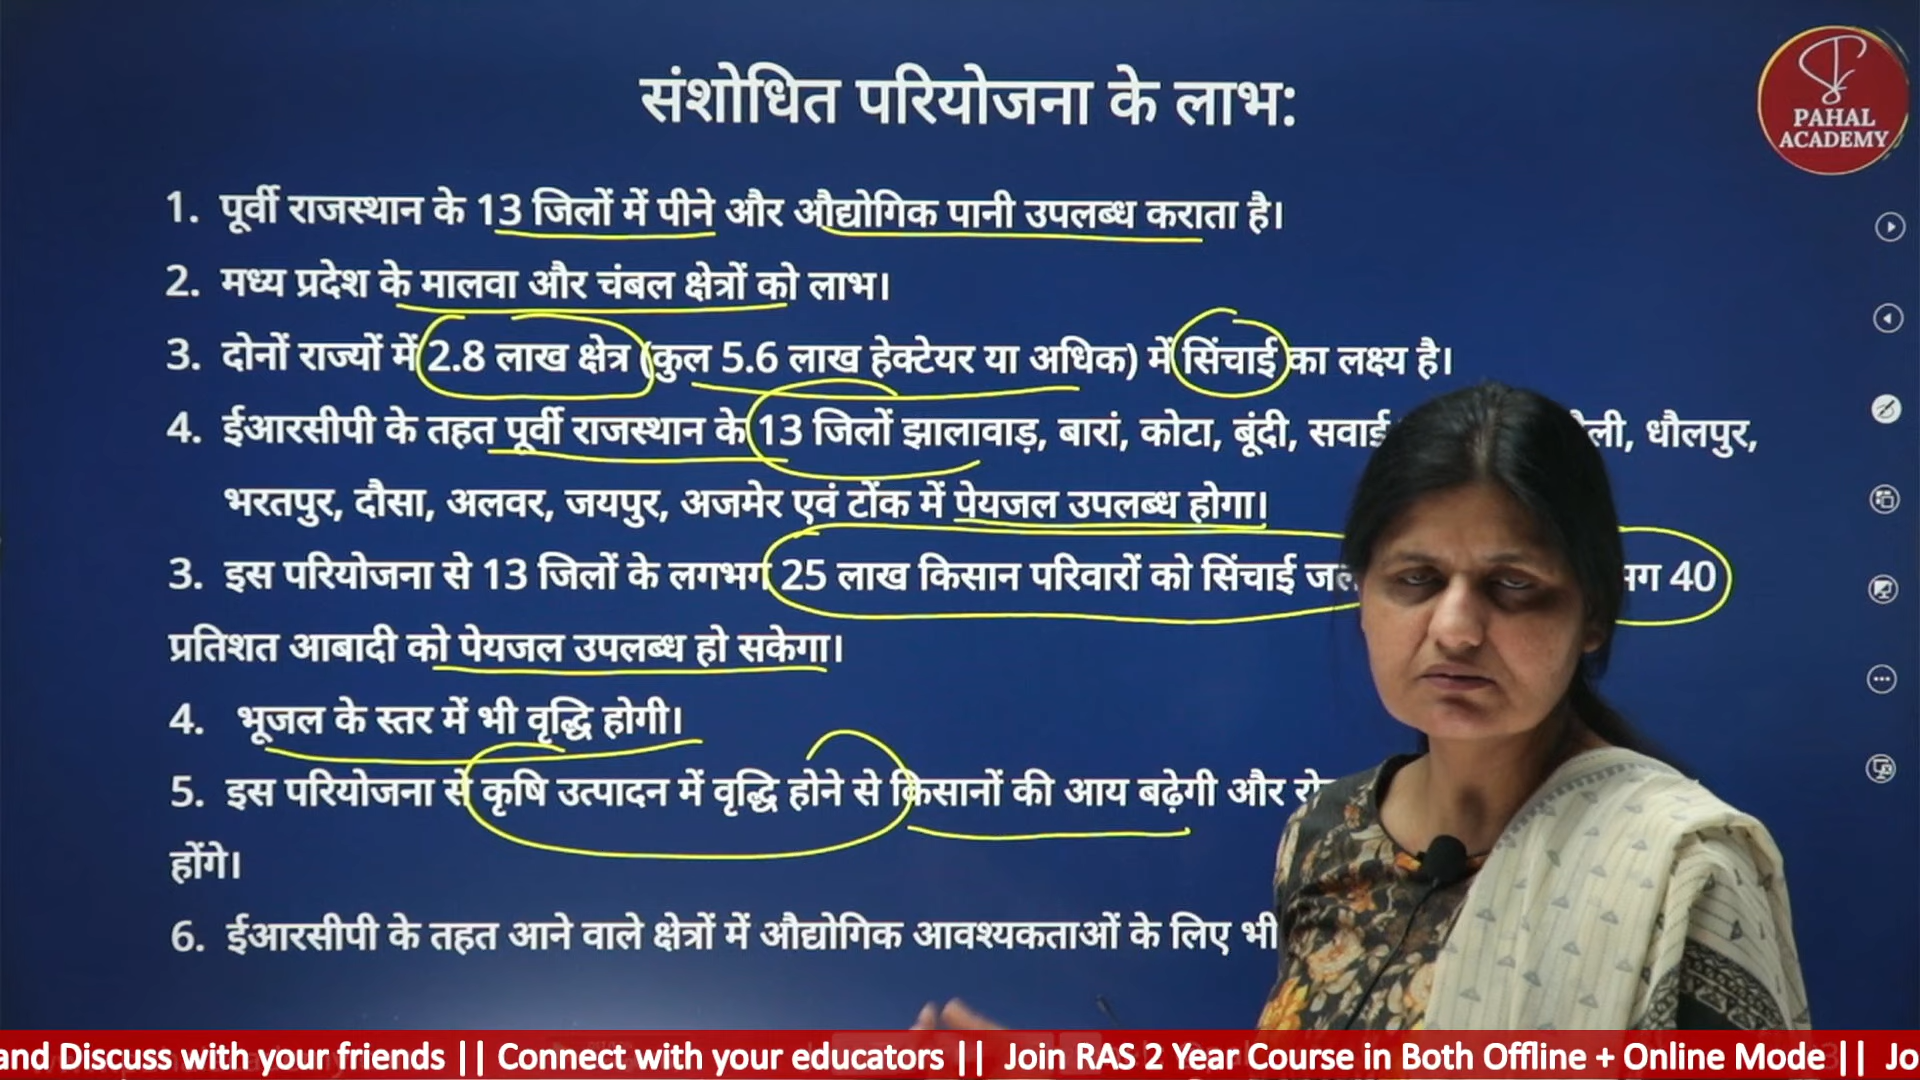 संशोधित परियोजना के लाभ:
PAHAL
ACADEMY
1. पूर्वी राजस्थान के 13 जिलों में पीने और औद्योगिक पानी उपलब्ध कराता है।
2. मध्य प्रदेश के मालवा और चंबल क्षेत्रों को लाभ।
3. दोनों राज्यों में 2.8 लाख क्षेत्र (कुल 5.6 लाख हेक्टेयर या अधिक) में सिंचाई का लक्ष्य है।
4. ईआरसीपी के तहत पूर्वी राजस्थान के 13 जिलों झालावाड़, बारां, कोटा, बूंदी, सवाई धौलपुर,
भरतपुर, दौसा, अलवर, जयपुर, अजमेर एवं टोंक में पेयजल उपलब्ध होगा।
3. इस परियोजना से 13 जिलों के लगभग 25 लाख किसान परिवारों को सिंचाई 40
प्रतिशत आबादी को पेयजल उपलब्ध हो सकेगा।
4. भूजल के स्तर में भी वृद्धि होगी।
5. इस परियोजना से कृषि उत्पादन में वृद्धि होने से किसानों की आय बढ़ेगी और
होंगे।
6. ईआरसीपी के तहत आने वाले क्षेत्रों में औद्योगिक आवश्यकताओं के लिए भी
and Discuss with your friends || Connect with your educators || Join RAS 2 Year Course in Both Offline + Online Mode || Jo